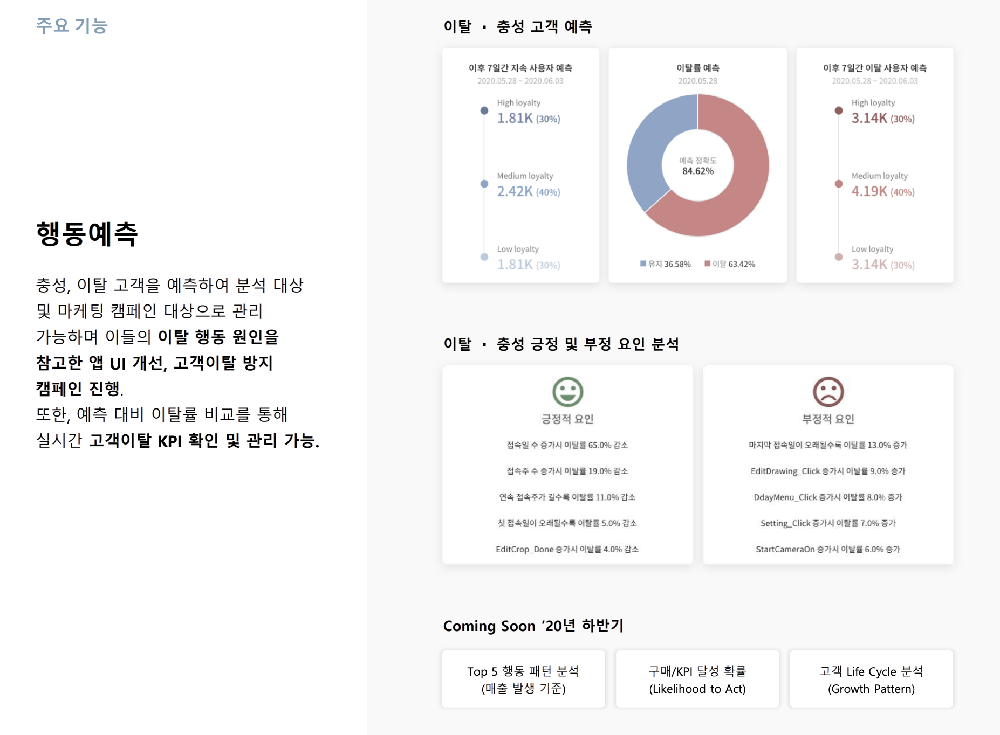 주요 기능
행동예측
충성, 이탈 고객을 예측하여 분석 대상
및 마케팅 캠페인 대상으로 관리
가능하며 이들의 이탈 행동 원인을
참고한 앱 UI 개선, 고객이탈 방지
캠페인 진행.
또한, 예측 대비 이탈률 비교를 통해
실시간 고객이탈 KPI 확인 및 관리 가능.
이탈 · 충성 고객 예측
이후 7일간 지속 사용자 예측
2020.05.28 ~ 2020.06.03
High loyalty
1.81K (30%)
Medium loyalty
2.42K (40%)
Low loyalty
1.81K (30%)
이탈률 예측
2020.05.28
예측 정확도
84.62%
유지 36.58% 이탈 63.42%
이후 7일간 이탈 사용자 예측
2020.05.28 ~ 2020.06.03
High loyalty
3.14K (30%)
Medium loyalty
4.19K (40%)
Low loyalty
3.14K (30%)
이탈 · 충성 긍정 및 부정 요인 분석
긍정적 요인
접속일 수 증가시 이탈률 65.0% 감소
접속주 수 증가시 이탈률 19.0% 감소
연속 접속주가 길수록 이탈률 11.0% 감소
첫 접속일이 오래될수록 이탈률 5.0% 감소
EditCrop_Done 증가시 이탈률 4.0% 감소
부정적 요인
마지막 접속일이 오래될수록 이탈률 13.0% 증가
EditDrawing_Click 증가시 이탈률 9.0% 증가
DdayMenu_Click 증가시 이탈률 8.0% 증가
Setting_Click 증가시 이탈률 7.0% 증가
StartCameraOn 증가시 이탈률 6.0% 증가
Coming Soon ‘20년 하반기
Top 5 행동 패턴 분석
(매출 발생 기준)
구매/KPI 달성 확률
(Likelihood to Act)
고객 Life Cycle 분석
(Growth Pattern)